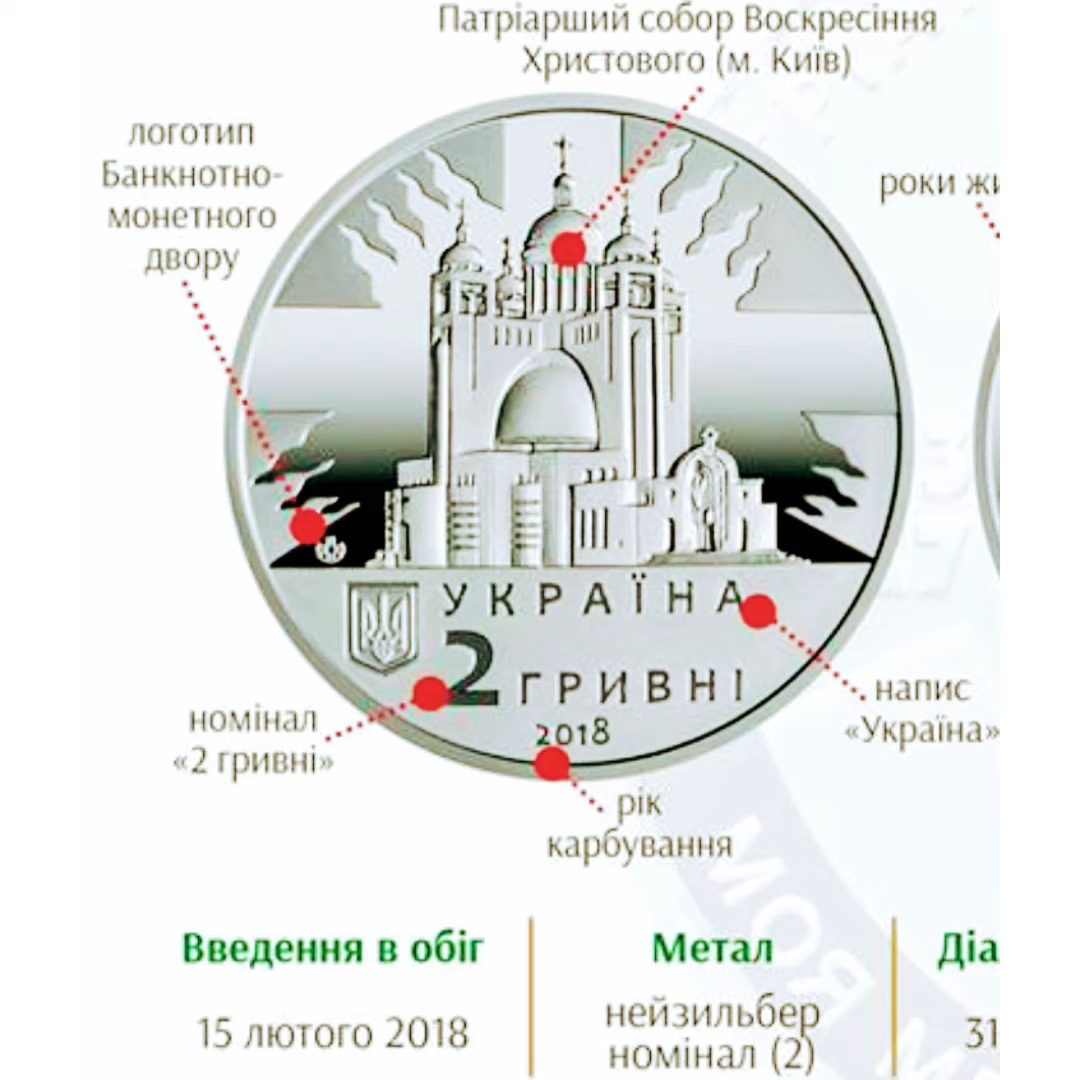 Патріарший собор Воскресіння
Христового (м. Київ)
логотип
Банкнотно-
монетного
двору
роки жи
УКРАЇНА
2 ГРИВНІ
2018
номінал
«2 гривні»
напис
«Україна»
рік
карбування
МОЯ
Введення в обіг
Метал
Діа
15 лютого 2018
нейзильбер
номінал (2)
31